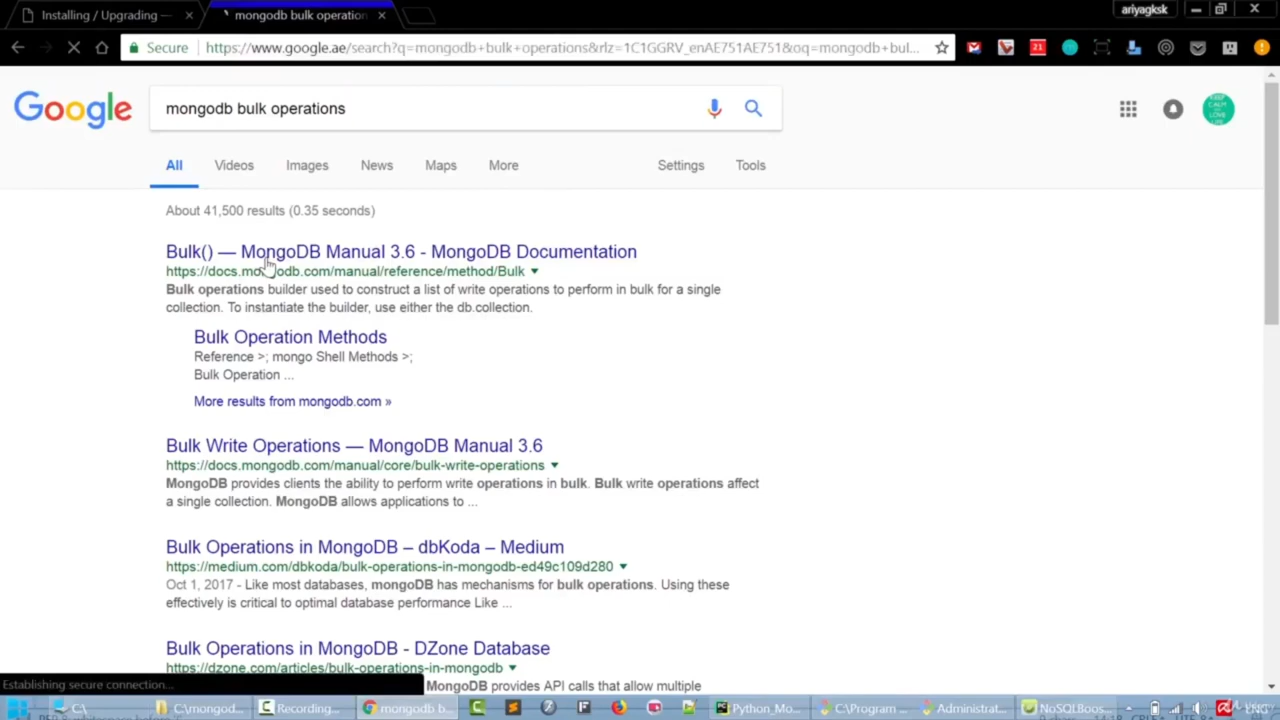 Installing / Upgrading —
mongodb bulk operation
ariyagksk
Secure
https://www.google.ae/search?q=mongodb+bulk+operations&rlz=1C1GGRV_enAE751AE751&oq=mongodb+bul...
21
Google
mongodb bulk operations
All
Videos
Images
News
Maps
More
Settings
Tools
About 41,500 results (0.35 seconds)
Bulk() — MongoDB Manual 3.6 - MongoDB Documentation
https://docs.mongodb.com/manual/reference/method/Bulk
Bulk operations builder used to construct a list of write operations to perform in bulk for a single
collection. To instantiate the builder, use either the db.collection.
Bulk Operation Methods
Reference >; mongo Shell Methods >;
Bulk Operation ...
More results from mongodb.com »
Bulk Write Operations — MongoDB Manual 3.6
https://docs.mongodb.com/manual/core/bulk-write-operations
MongoDB provides clients the ability to perform write operations in bulk. Bulk write operations affect
a single collection. MongoDB allows applications to ...
Bulk Operations in MongoDB – dbKoda – Medium
https://medium.com/dbkoda/bulk-operations-in-mongodb-ed49c109d280
Oct 1, 2017 - Like most databases, mongoDB has mechanisms for bulk operations. Using these
effectively is critical to optimal database performance Like ...
Bulk Operations in MongoDB - DZone Database
https://dzone.com/articles/bulk-operations-in-mongodb
MongoDB provides API calls that allow multiple
Establishing secure connection...
C:\
C:\mongod...
Recording...
mongodb b...
Python_Mo...
C:\Program ...
Administrat...
NoSQLBoos...
ENG